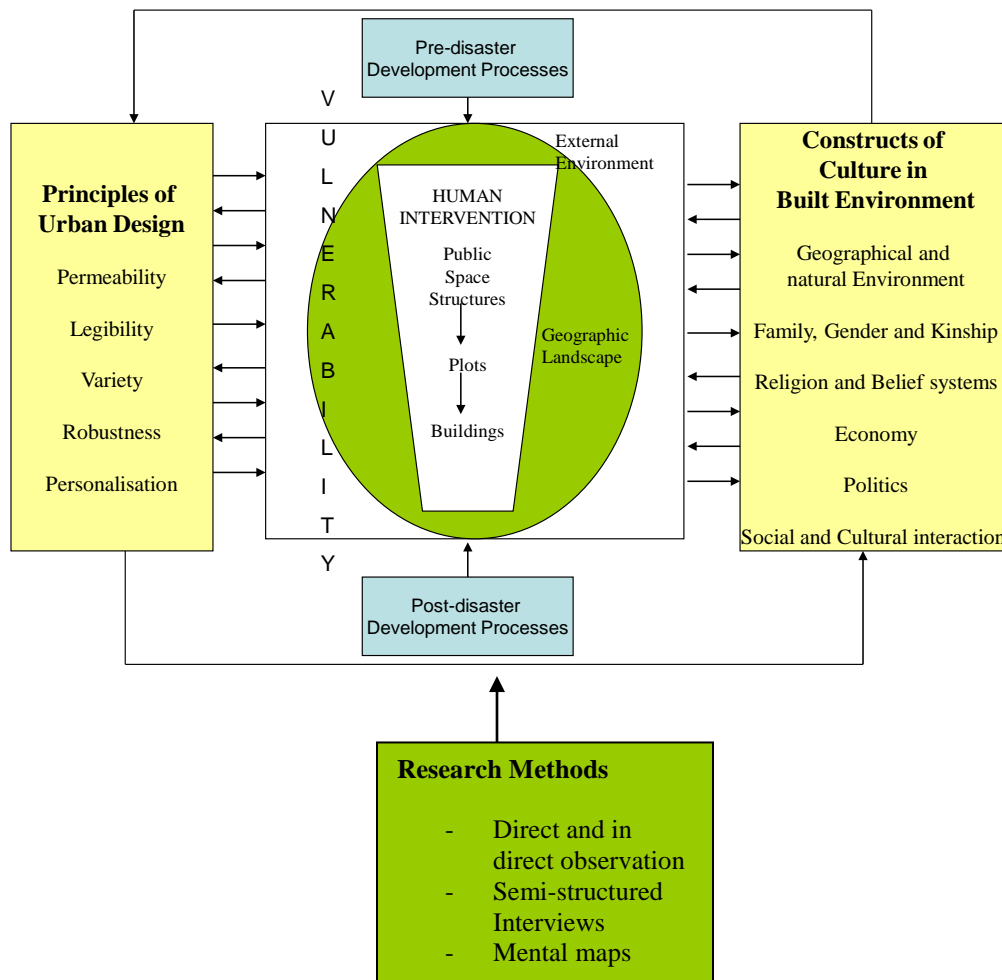 Pre-disaster
Development Processes
V
U
L
N
E
R
A
B
I
L
I
T
Y
Principles of
Urban Design
Permeability
Legibility
Variety
Robustness
Personalisation
External
Environment
HUMAN
INTERVENTION
Public
Space
Structures
Plots
Buildings
Geographic
Landscape
Constructs of
Culture in
Built Environment
Geographical and
natural Environment
Family, Gender and Kinship
Religion and Belief systems
Economy
Politics
Social and Cultural interaction
Post-disaster
Development Processes
Research Methods
- Direct and in
direct observation
- Semi-structured
Interviews
- Mental maps